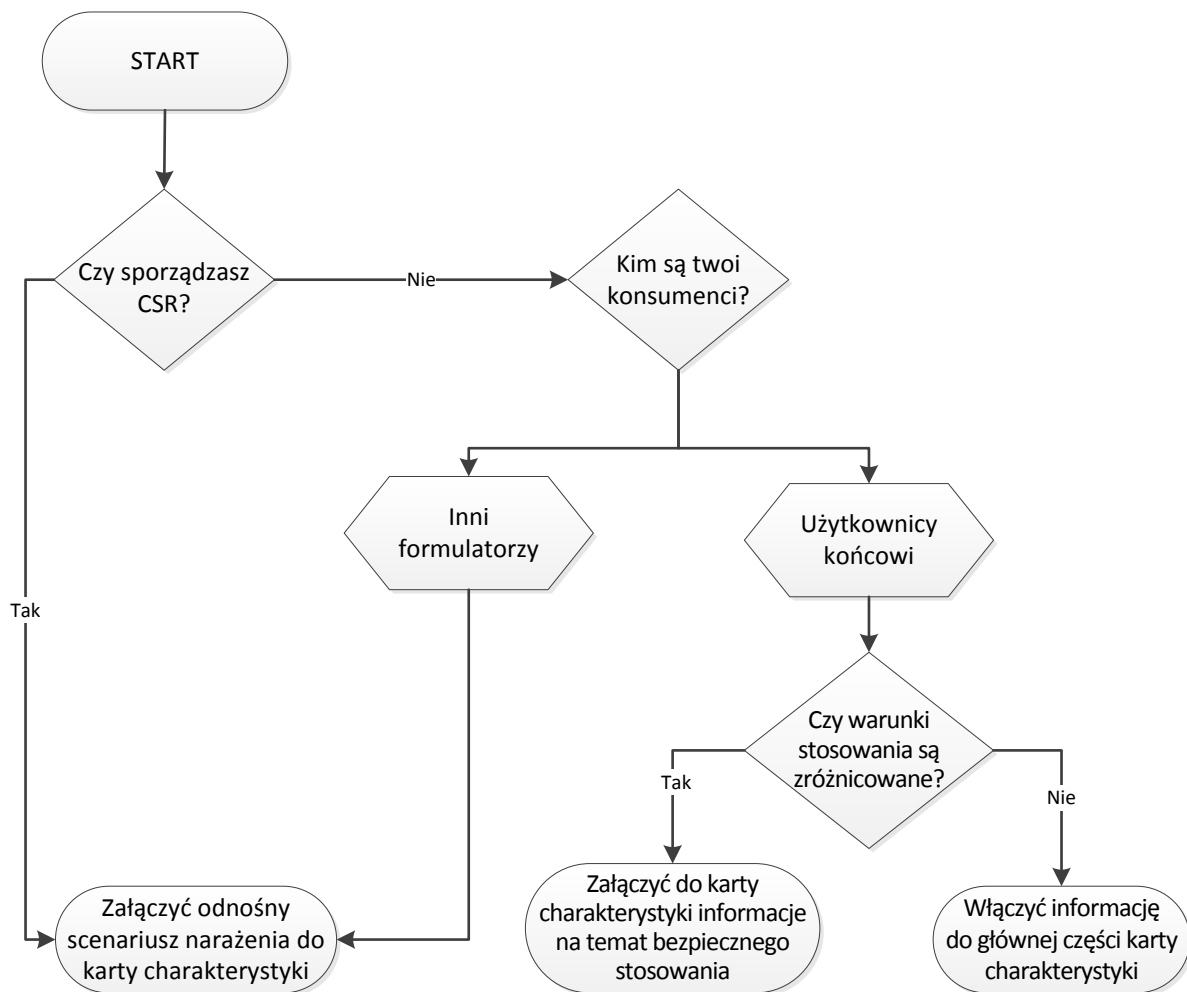 START
Czy sporządzasz
CSR?
Nie
Kim są twoi
konsumenci?
Inni
formulatorzy
Użytkownicy
końcowi
Tak
Czy warunki
stosowania są
zróżnicowane?
Tak
Nie
Załączyć odnośny
scenariusz narażenia do
karty charakterystyki
Załączyć do karty
charakterystyki informacje
na temat bezpiecznego
stosowania
Włączyć informację
do głównej części karty
charakterystyki